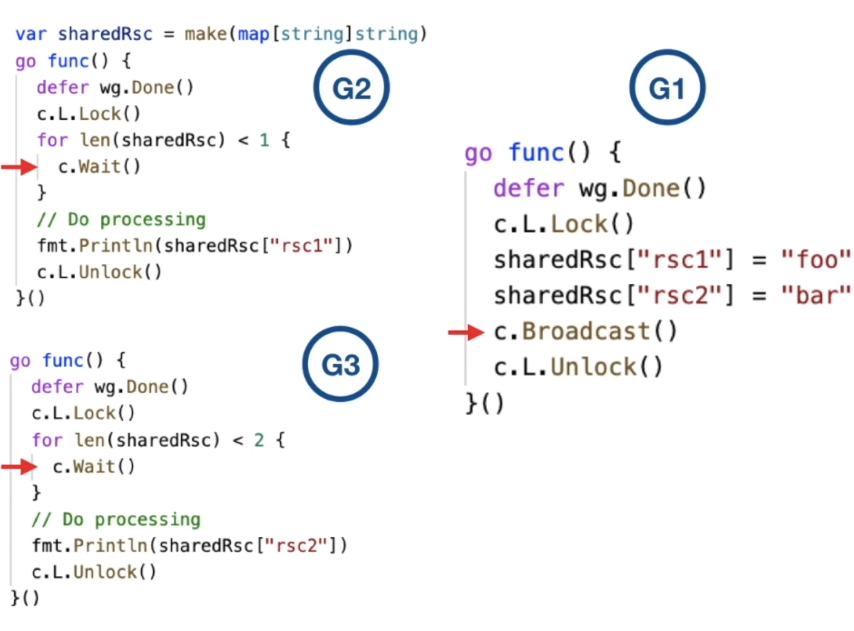 var sharedRsc = make(map[string]string)
go func() {
defer wg.Done()
c.L.Lock()
for len(sharedRsc) < 1 {
c.Wait()
}
// Do processing
fmt.Println(sharedRsc["rsc1"])
c.L.Unlock()
}()
G2
go func() {
defer wg.Done()
c.L.Lock()
for len(sharedRsc) < 2 {
c.Wait()
}
// Do processing
fmt.Println(sharedRsc["rsc2"])
c.L.Unlock()
}()
G3
G1
go func() {
defer wg.Done()
c.L.Lock()
sharedRsc["rsc1"] = "foo"
sharedRsc["rsc2"] = "bar"
c.Broadcast()
c.L.Unlock()
}()